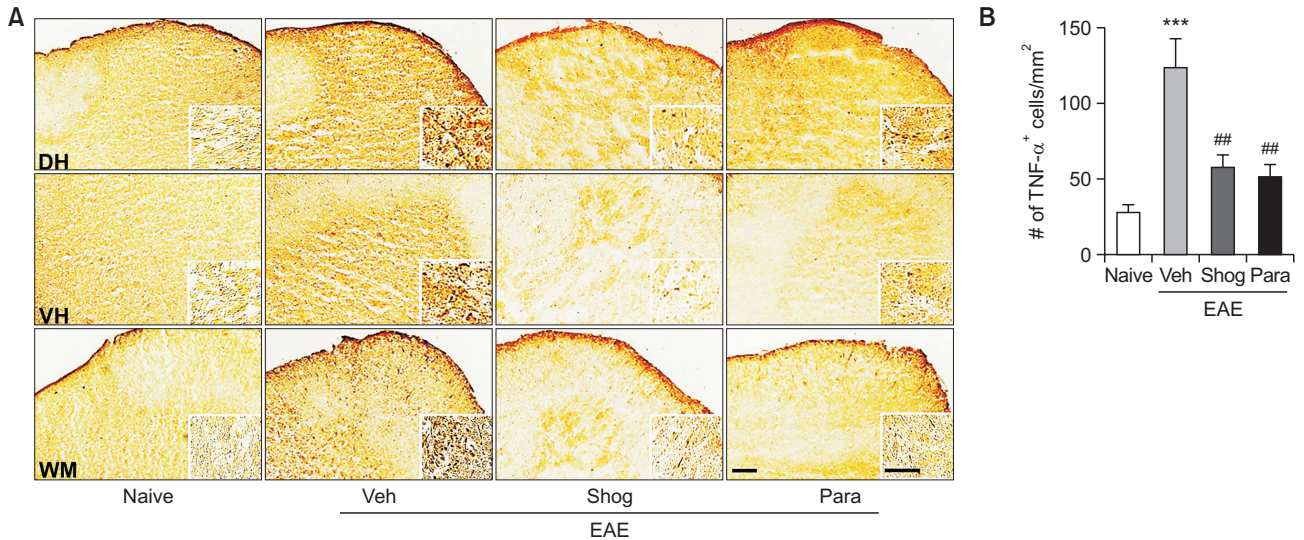 A
DH
VH
WM
Naive Veh Shog Para
EAE
B
# of TNF-α+ cells/mm2
150
100
50
0
***
##
##
Naive Veh Shog Para
EAE